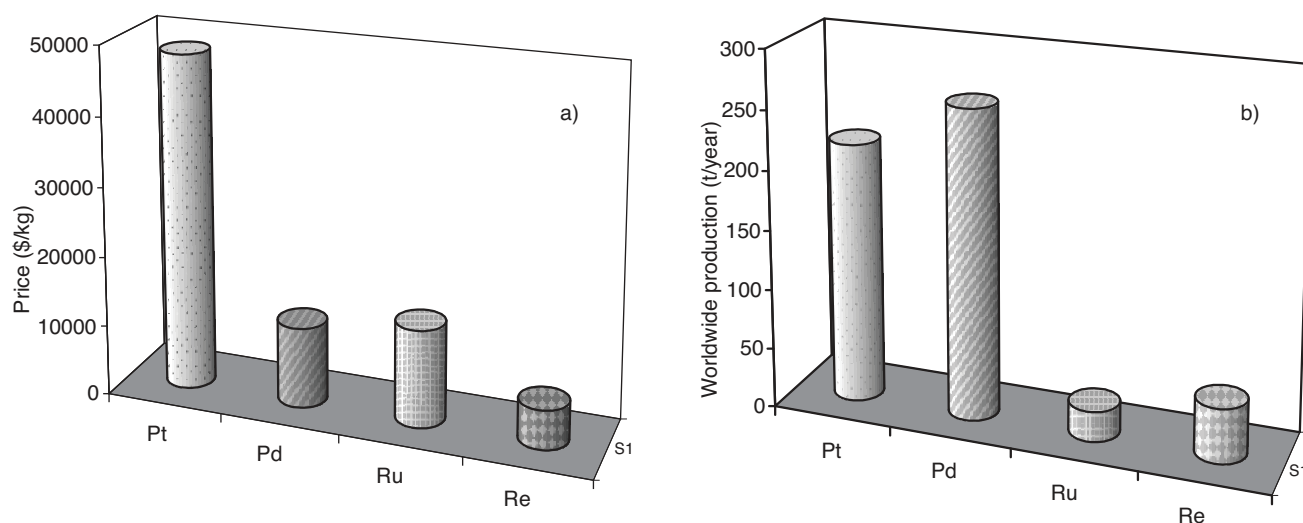 50000
40000
30000
20000
10000
0
Price ($/kg)
a)
Pt
Pd
Ru
Re
S1
300
250
200
150
100
50
0
Worldwide production (t/year)
b)
Pt
Pd
Ru
Re
S1